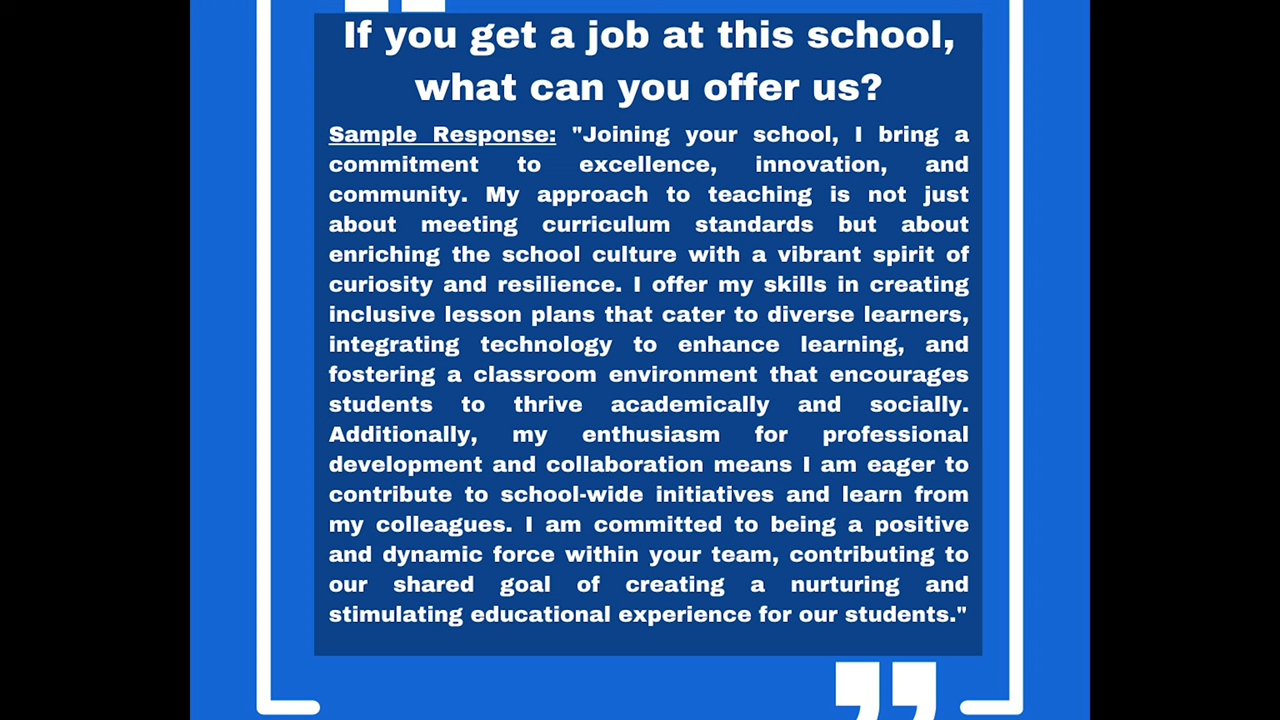 If you get a job at this school,
what can you offer us?
Sample Response: "Joining your school, I bring a
commitment to excellence, innovation, and
community. My approach to teaching is not just
about meeting curriculum standards but about
enriching the school culture with a vibrant spirit of
curiosity and resilience. I offer my skills in creating
inclusive lesson plans that cater to diverse learners,
integrating technology to enhance learning, and
fostering a classroom environment that encourages
students to thrive academically and socially.
Additionally, my enthusiasm for professional
development and collaboration means I am eager to
contribute to school-wide initiatives and learn from
my colleagues. I am committed to being a positive
and dynamic force within your team, contributing to
our shared goal of creating a nurturing and
stimulating educational experience for our students."